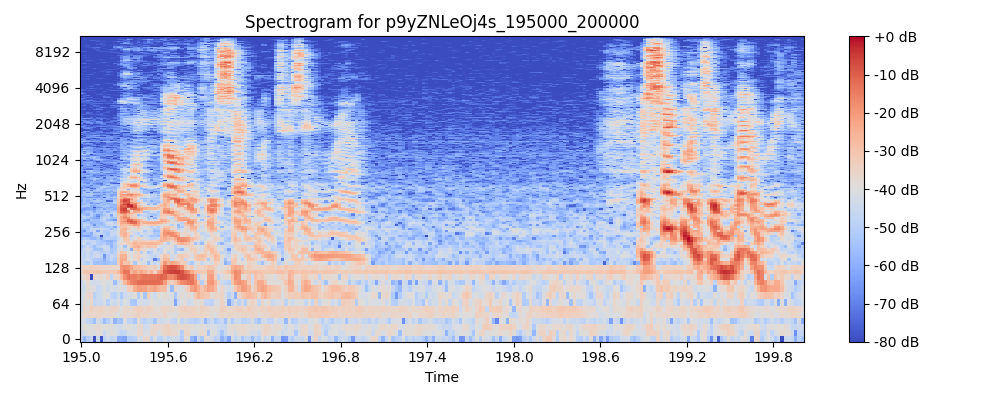 Spectrogram for p9yZNLeOj4s_195000_200000
Hz
8192
4096
2048
1024
512
256
128
64
0
195.0 195.6 196.2 196.8 197.4 198.0 198.6 199.2 199.8
Time
+0 dB
-10 dB
-20 dB
-30 dB
-40 dB
-50 dB
-60 dB
-70 dB
-80 dB